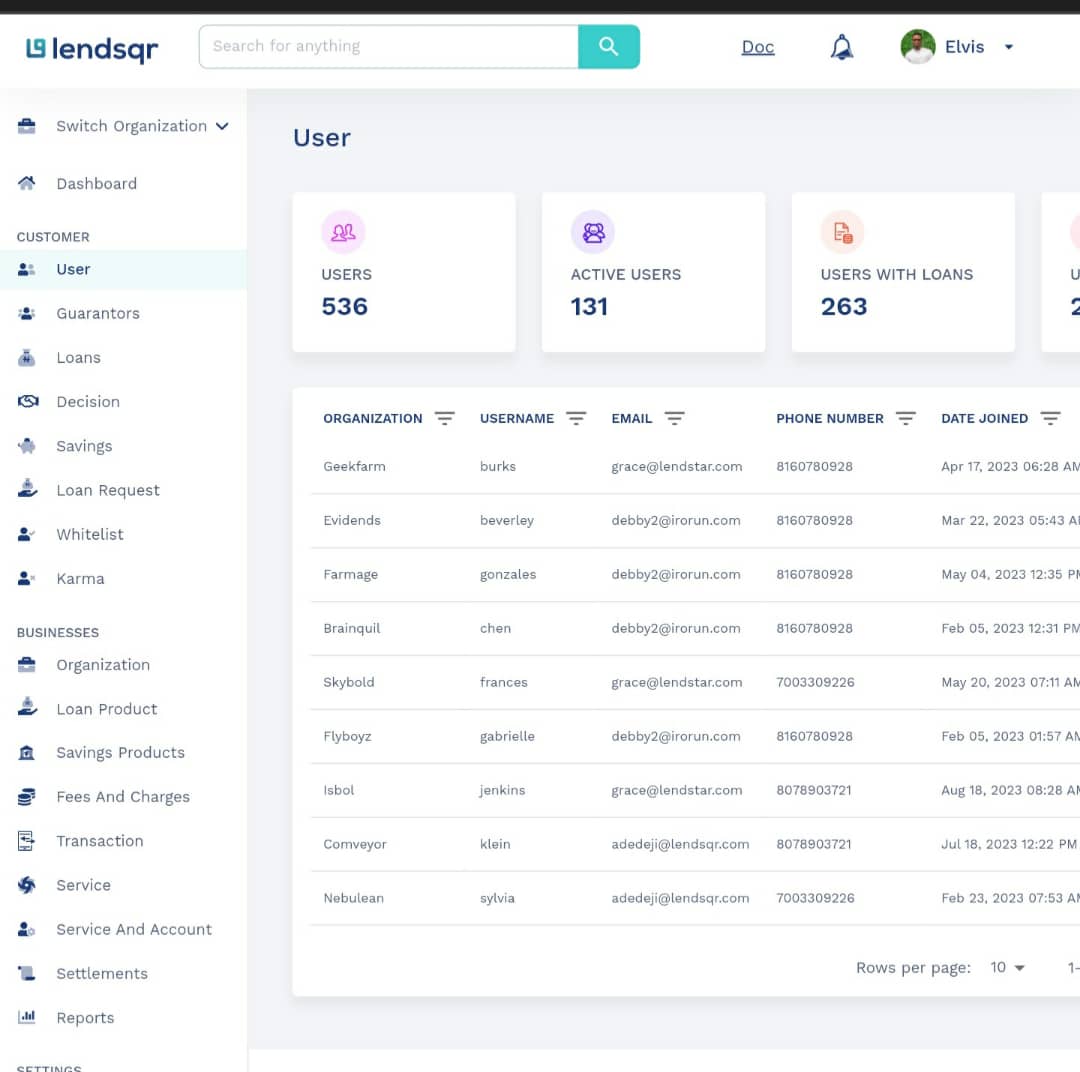 lendsqr
Search for anything
Doc
Elvis
Switch Organization
Dashboard
CUSTOMER
User
Guarantors
Loans
Decision
Savings
Loan Request
Whitelist
Karma
BUSINESSES
Organization
Loan Product
Savings Products
Fees And Charges
Transaction
Service
Service And Account
Settlements
Reports
SETTINGS
User
USERS
536
ACTIVE USERS
131
USERS WITH LOANS
263
U
2
ORGANIZATION USERNAME EMAIL PHONE NUMBER DATE JOINED
Geekfarm burks grace@lendstar.com 8160780928 Apr 17, 2023 06:28 AM
Evidends beverley debby2@irorun.com 8160780928 Mar 22, 2023 05:43 AM
Farmage gonzales debby2@irorun.com 8160780928 May 04, 2023 12:35 PM
Brainquil chen debby2@irorun.com 8160780928 Feb 05, 2023 12:31 PM
Skybold frances grace@lendstar.com 7003309226 May 20, 2023 07:11 AM
Flyboyz gabrielle debby2@irorun.com 8160780928 Feb 05, 2023 01:57 AM
Isbol jenkins grace@lendstar.com 8078903721 Aug 18, 2023 08:28 AM
Comveyor klein adedeji@lendsqr.com 8078903721 Jul 18, 2023 12:22 PM
Nebulean sylvia adedeji@lendsqr.com 7003309226 Feb 23, 2023 07:53 AM
Rows per page: 10 1-